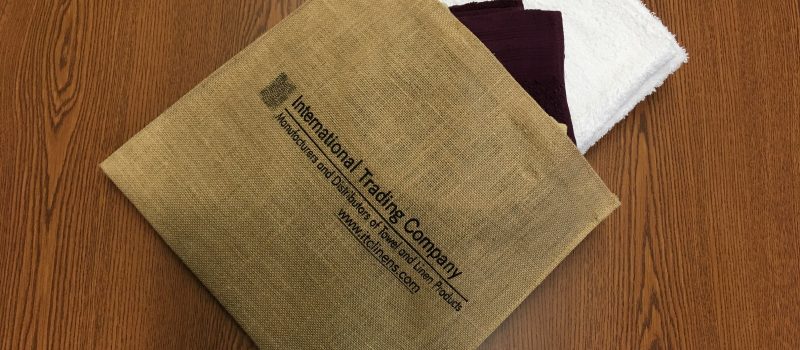 International Trading Company
Manufacturers and Distributors of Towel and Linen Products
www.itclinens.com